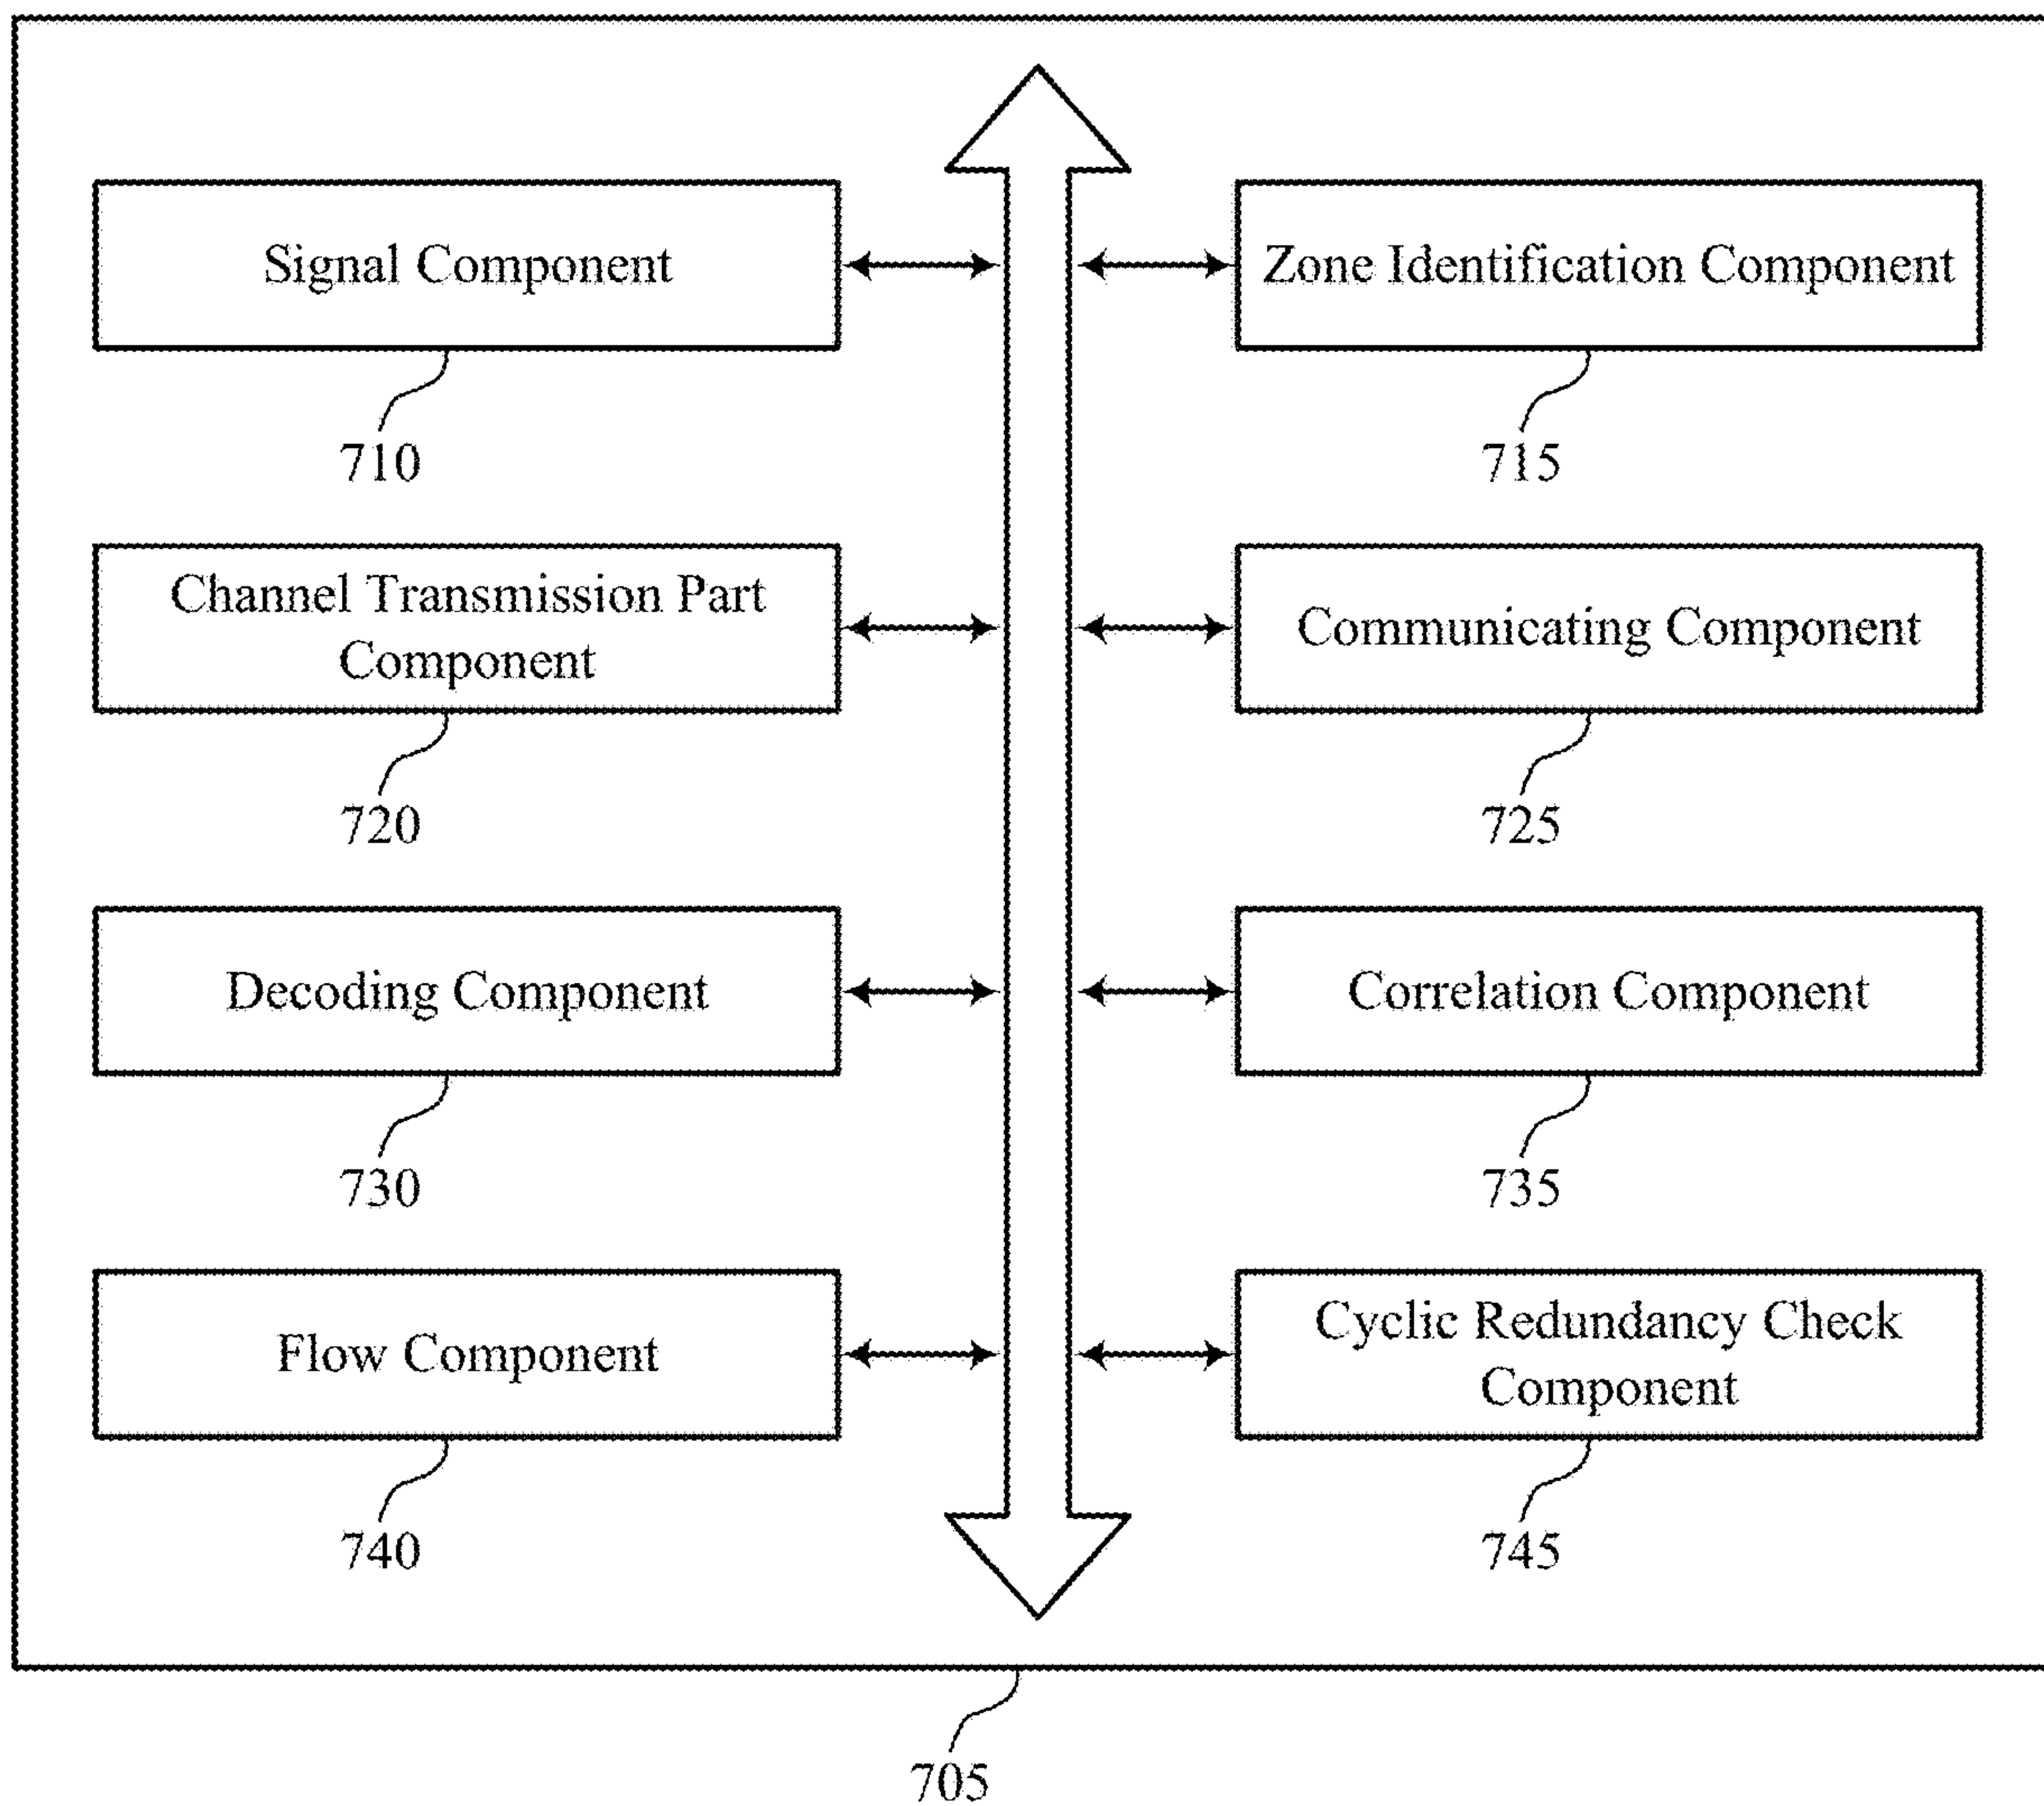 Signal Component
Zone Identification Component
710
715
Channel Transmission Part
Component
Communicating Component
720
725
Decoding Component
Correlation Component
730
735
Flow Component
Cyclic Redundancy Check
Component
740
745
705